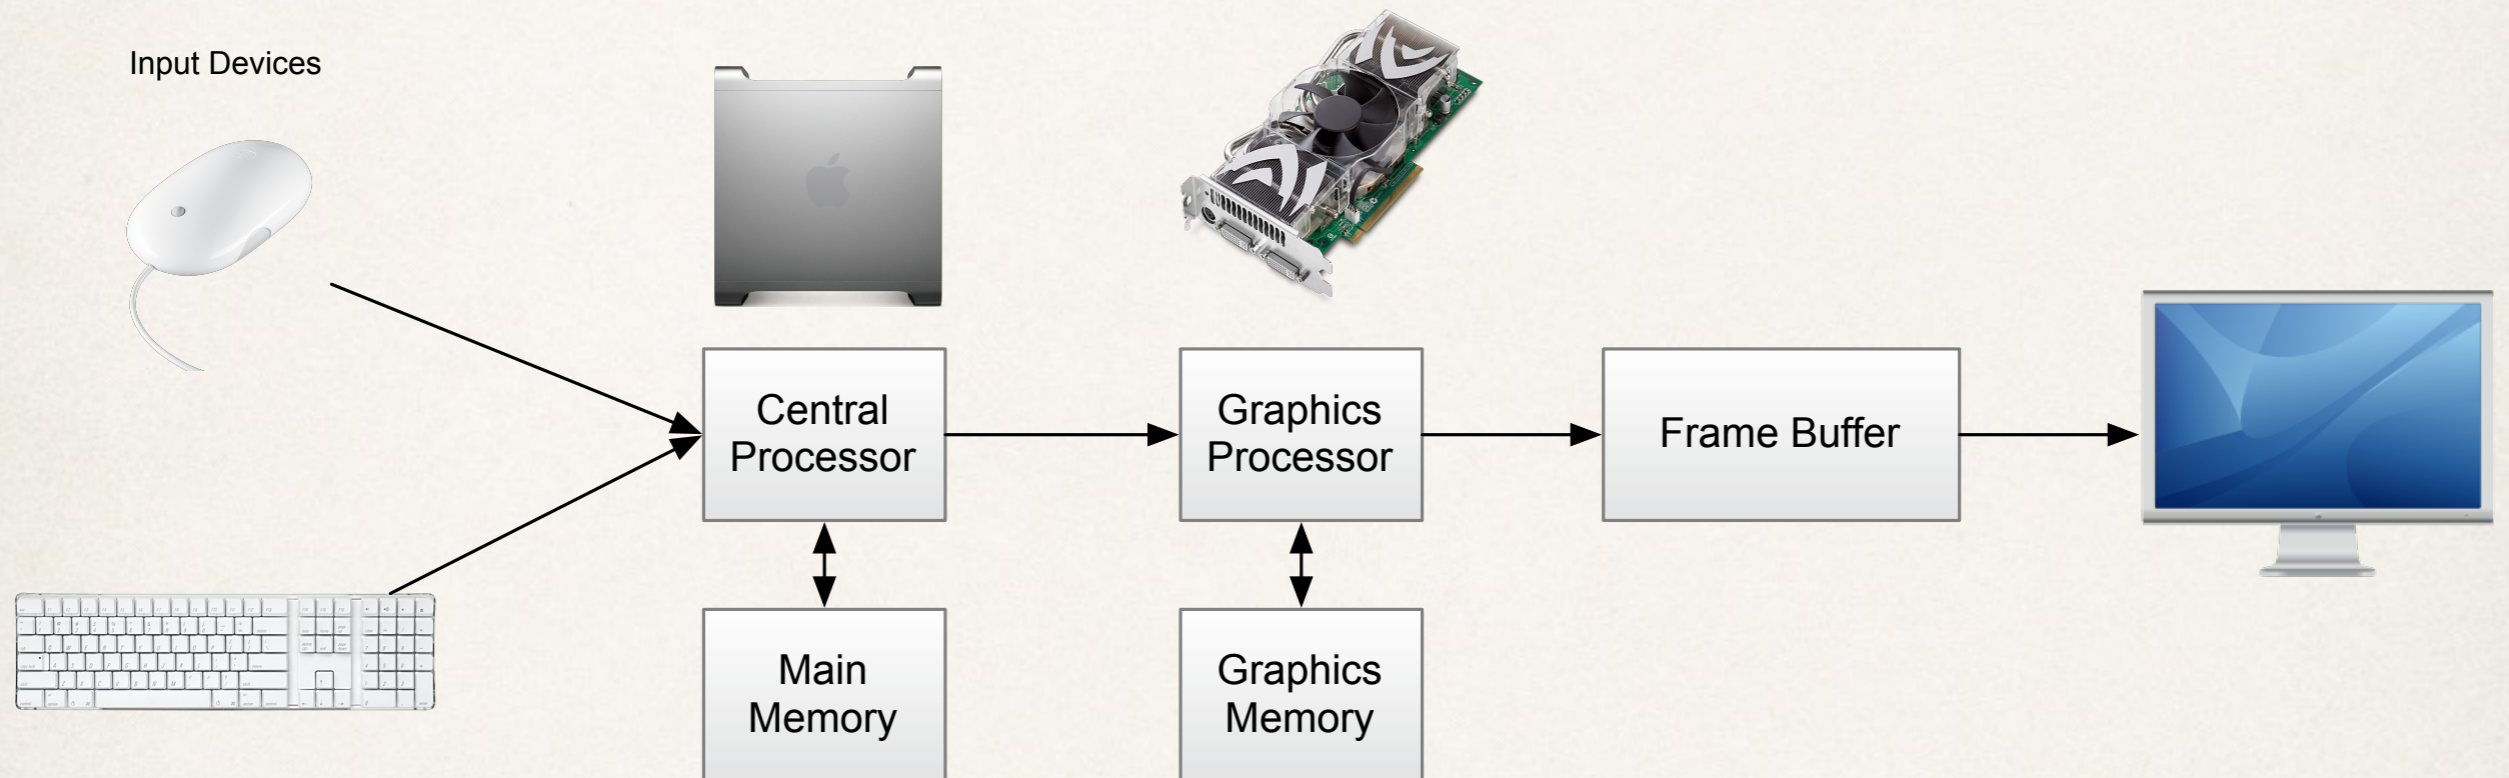 Input Devices
Central
Processor
Graphics
Processor
Frame Buffer
Main
Memory
Graphics
Memory